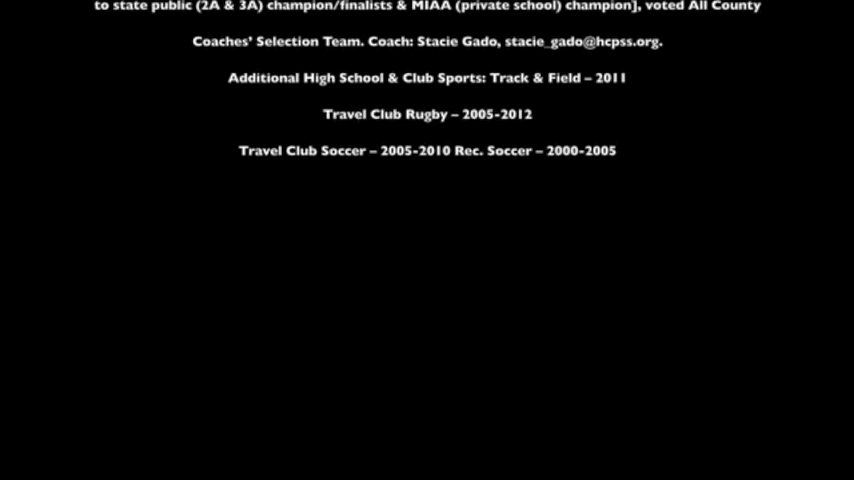 to state public (2A & 3A) champion/finalists & MIAA (private school) champion], voted All County
Coaches' Selection Team. Coach: Stacie Gado, stacie_gado@hcpss.org.
Additional High School & Club Sports: Track & Field – 2011
Travel Club Rugby – 2005-2012
Travel Club Soccer – 2005-2010 Rec. Soccer – 2000-2005